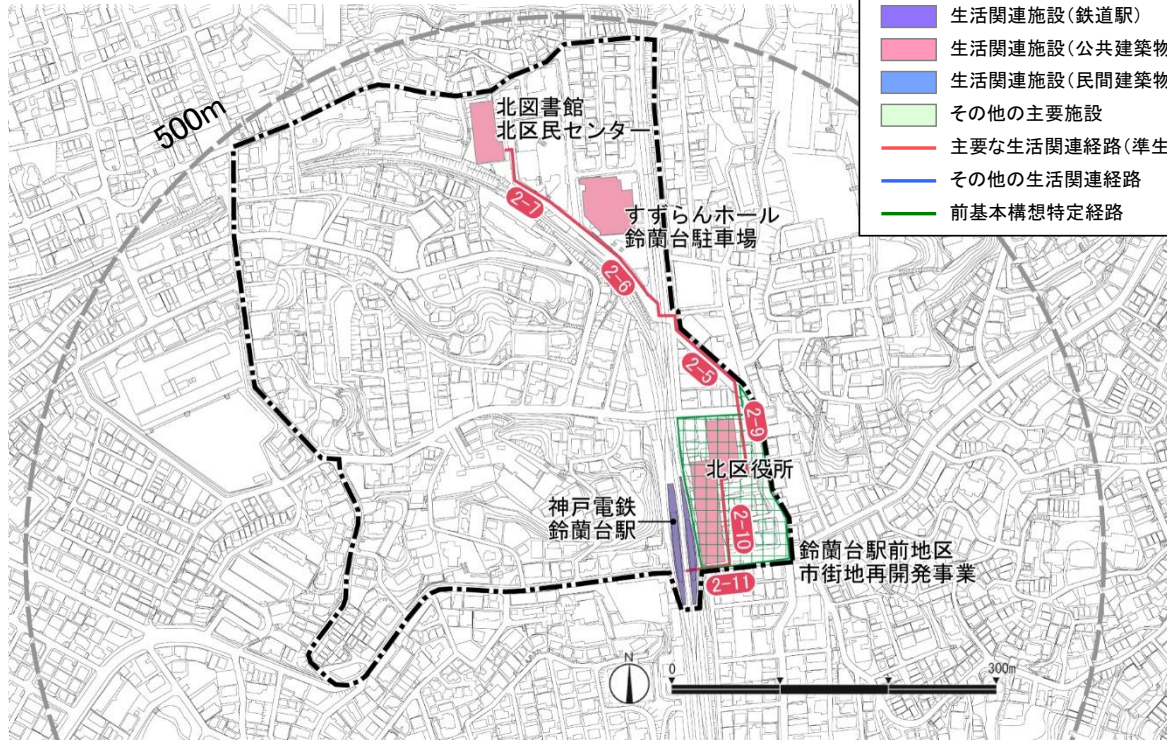 生活関連施設(鉄道駅)
生活関連施設(公共建築物
生活関連施設(民間建築物
その他の主要施設
主要な生活関連経路(準生
その他の生活関連経路
前基本構想特定経路
500m
北図書館
北区民センター
2-7
すずらんホール
鈴蘭台駐車場
2-6
2-5
2-9
北区役所
神戸電鉄
鈴蘭台駅
2-10
鈴蘭台駅前地区
市街地再開発事業
2-11
N
0
300m